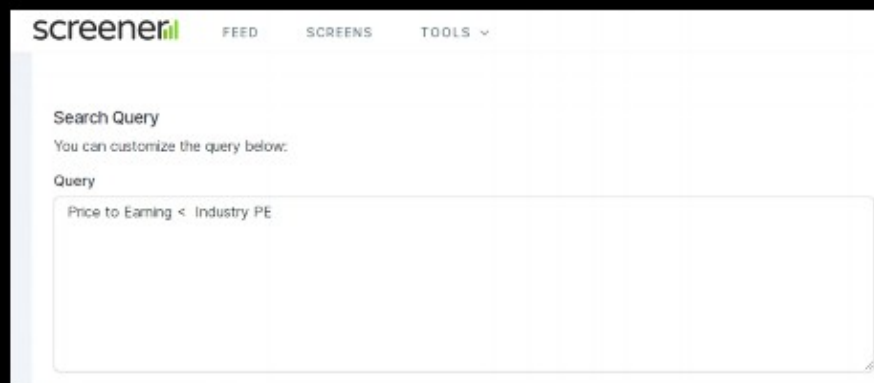 screener FEED SCREENS TOOLS
Search Query
You can customize the query below:
Query
Price to Earning < Industry PE